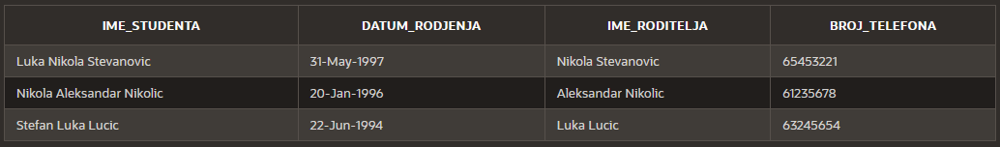 IME_STUDENTA DATUM_RODJENJA IME_RODITELJA BROJ_TELEFONA
Luka Nikola Stevanovic 31-May-1997 Nikola Stevanovic 65453221
Nikola Aleksandar Nikolic 20-Jan-1996 Aleksandar Nikolic 61235678
Stefan Luka Lucic 22-Jun-1994 Luka Lucic 63245654